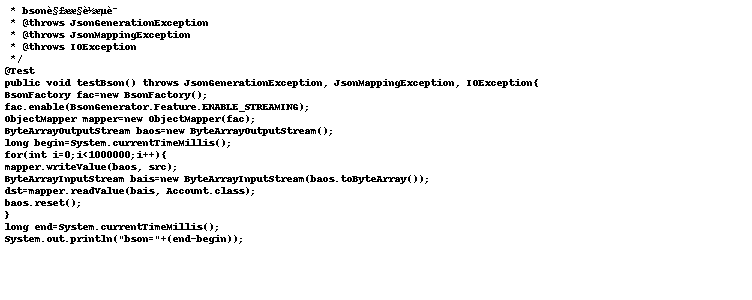 * bsonè§£ææ§è¼æµè¯
* @throws JsonGenerationException
* @throws JsonMappingException
* @throws IOException
*/
@Test
public void testBson() throws JsonGenerationException, JsonMappingException, IOException{
BsonFactory fac=new BsonFactory();
fac.enable(BsonGenerator.Feature.ENABLE_STREAMING);
ObjectMapper mapper=new ObjectMapper(fac);
ByteArrayOutputStream baos=new ByteArrayOutputStream();
long begin=System.currentTimeMillis();
for(int i=0;i<1000000;i++){
mapper.writeValue(baos, src);
ByteArrayInputStream bais=new ByteArrayInputStream(baos.toByteArray());
dst=mapper.readValue(bais, Account.class);
baos.reset();
}
long end=System.currentTimeMillis();
System.out.println("bson="+(end-begin));